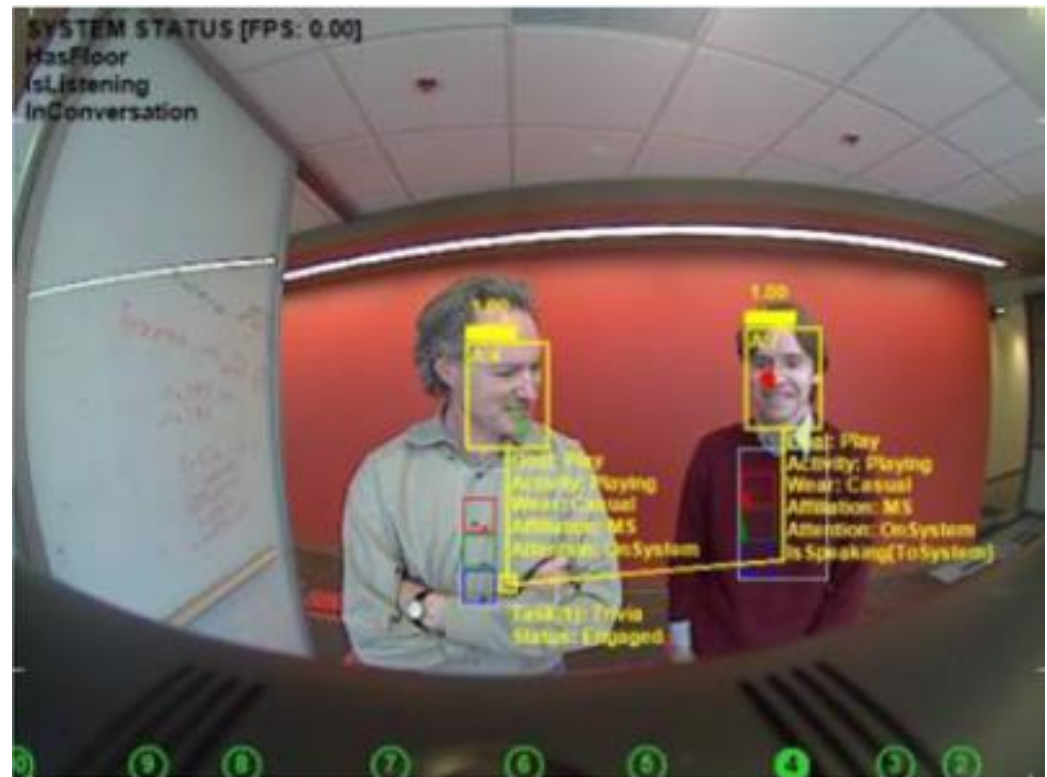 SYSTEM STATUS [FPS: 0.00]
HasFloor
IsListening
InConversation
1.00
1.00
Goal: Play
Activity: Playing
Wear: Casual
Affiliation: MS
Attention: OnSystem
Goal: Play
Activity: Playing
Wear: Casual
Affiliation: MS
Attention: OnSystem
IsSpeaking(ToSystem)
Task(1): Trivia
Status: Engaged
9
8
7
6
5
4
3
2